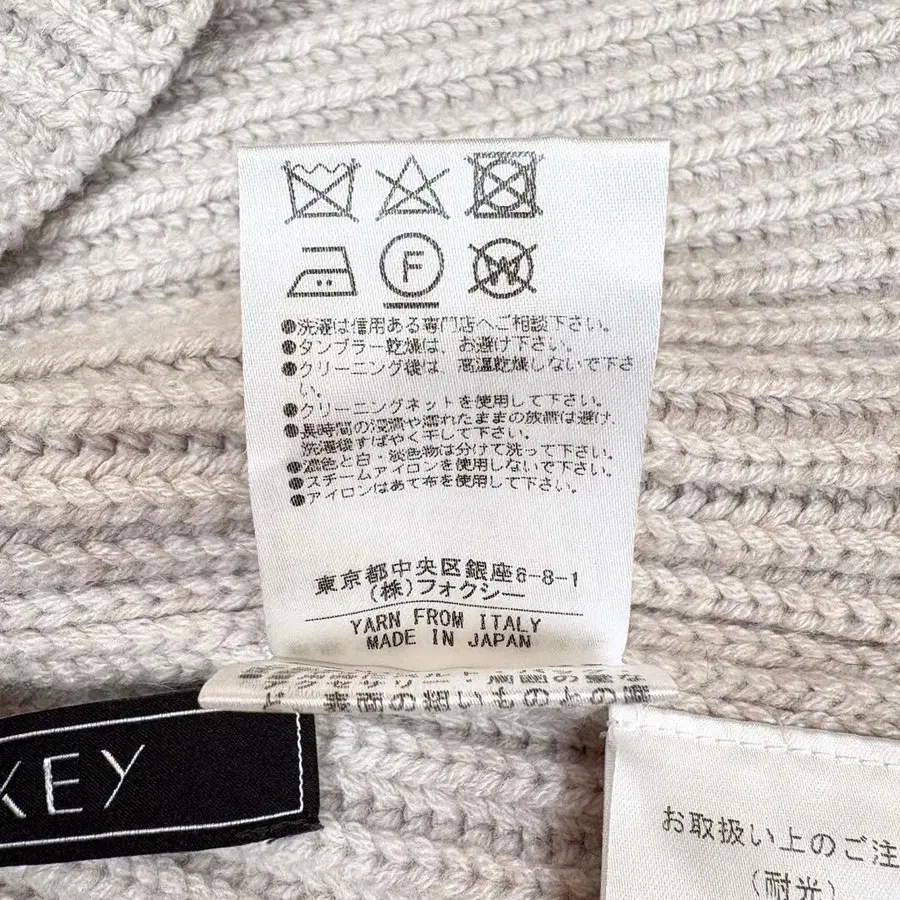 F
W
●洗濯は信用ある専門店へご相談下さい。
●タンブラー乾燥は、お避け下さい。
●クリーニング後は、高温乾燥しないで下さ
い。
●クリーニングネットを使用して下さい。
●長時間の浸漬や濡れたままの放置は避け、
洗濯後すばやく干して下さい。
●濃色と白・淡色物は分けて洗って下さい。
●スチームアイロンを使用しないで下さい。
●アイロンはあて布を使用して下さい。
東京都中央区銀座6-8-1
(株)フォクシー
YARN FROM ITALY
MADE IN JAPAN
KEY
お取扱い上のご注
(耐光)